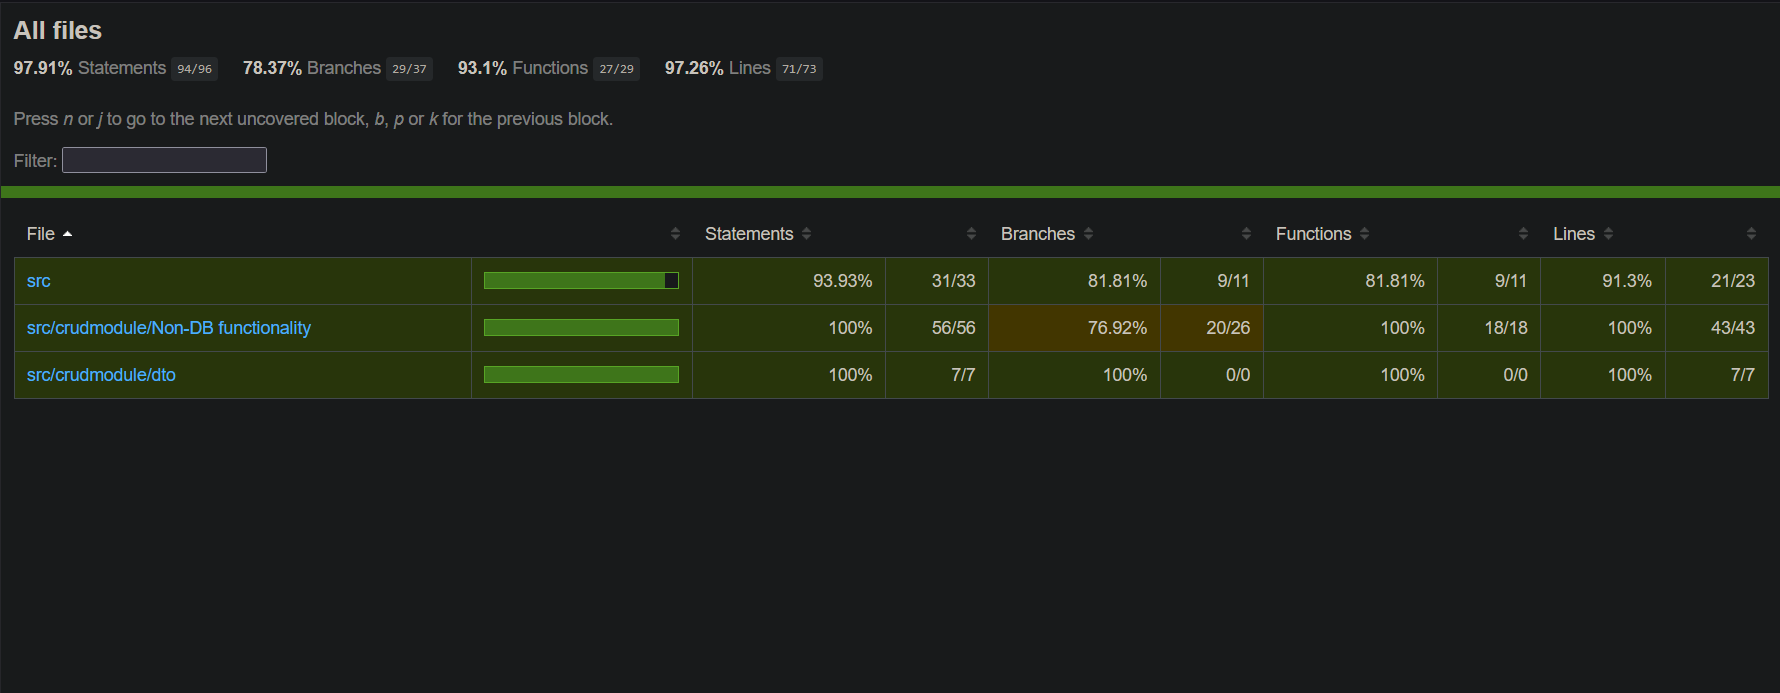 All files
97.91% Statements 94/96 78.37% Branches 29/37 93.1% Functions 27/29 97.26% Lines 71/73
Press n or j to go to the next uncovered block, b, p or k for the previous block.
Filter:
File Statements Branches Functions Lines
src 93.93% 31/33 81.81% 9/11 81.81% 9/11 91.3% 21/23
src/crudmodule/Non-DB functionality 100% 56/56 76.92% 20/26 100% 18/18 100% 43/43
src/crudmodule/dto 100% 7/7 100% 0/0 100% 0/0 100% 7/7